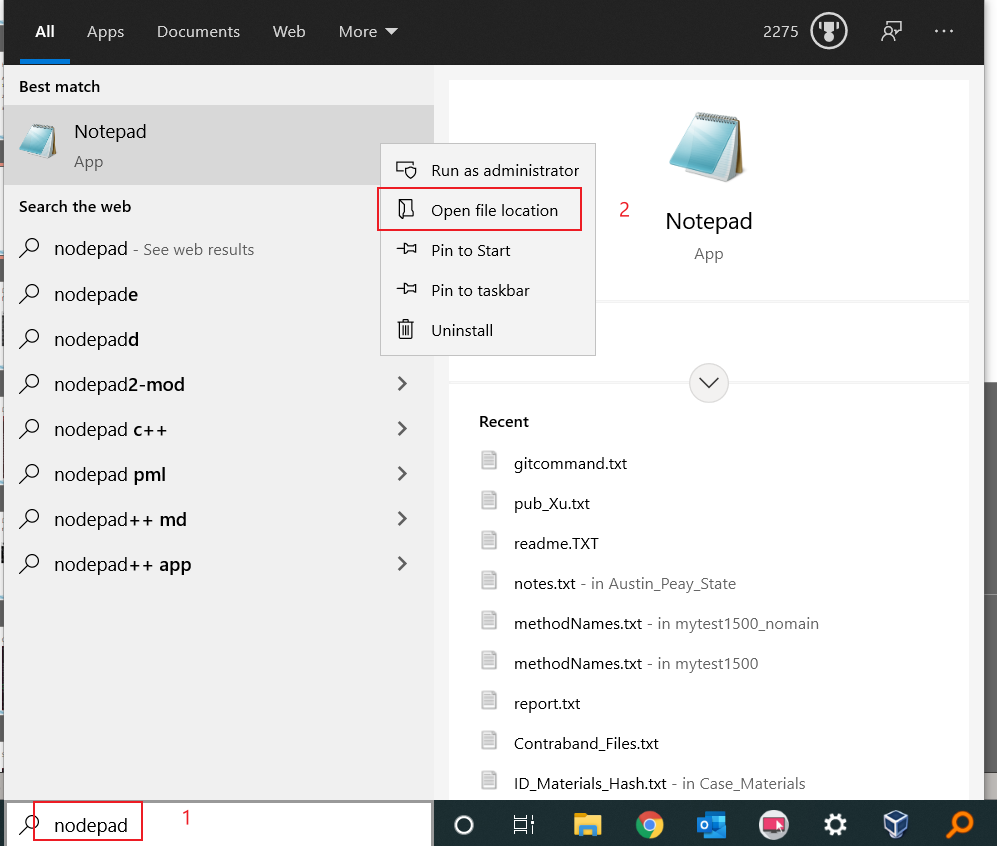 All Apps Documents Web More 2275
Best match
Notepad
App
Search the web
nodepad - See web results
nodepade
nodepadd
nodepad2-mod
nodepad c++
nodepad pml
nodepad++ md
nodepad++ app
nodepad 1
Run as administrator
Open file location 2
Pin to Start
Pin to taskbar
Uninstall
Notepad
App
Recent
gitcommand.txt
pub_Xu.txt
readme.TXT
notes.txt - in Austin_Peay_State
methodNames.txt - in mytest1500_nomain
methodNames.txt - in mytest1500
report.txt
Contraband_Files.txt
ID_Materials_Hash.txt - in Case_Materials